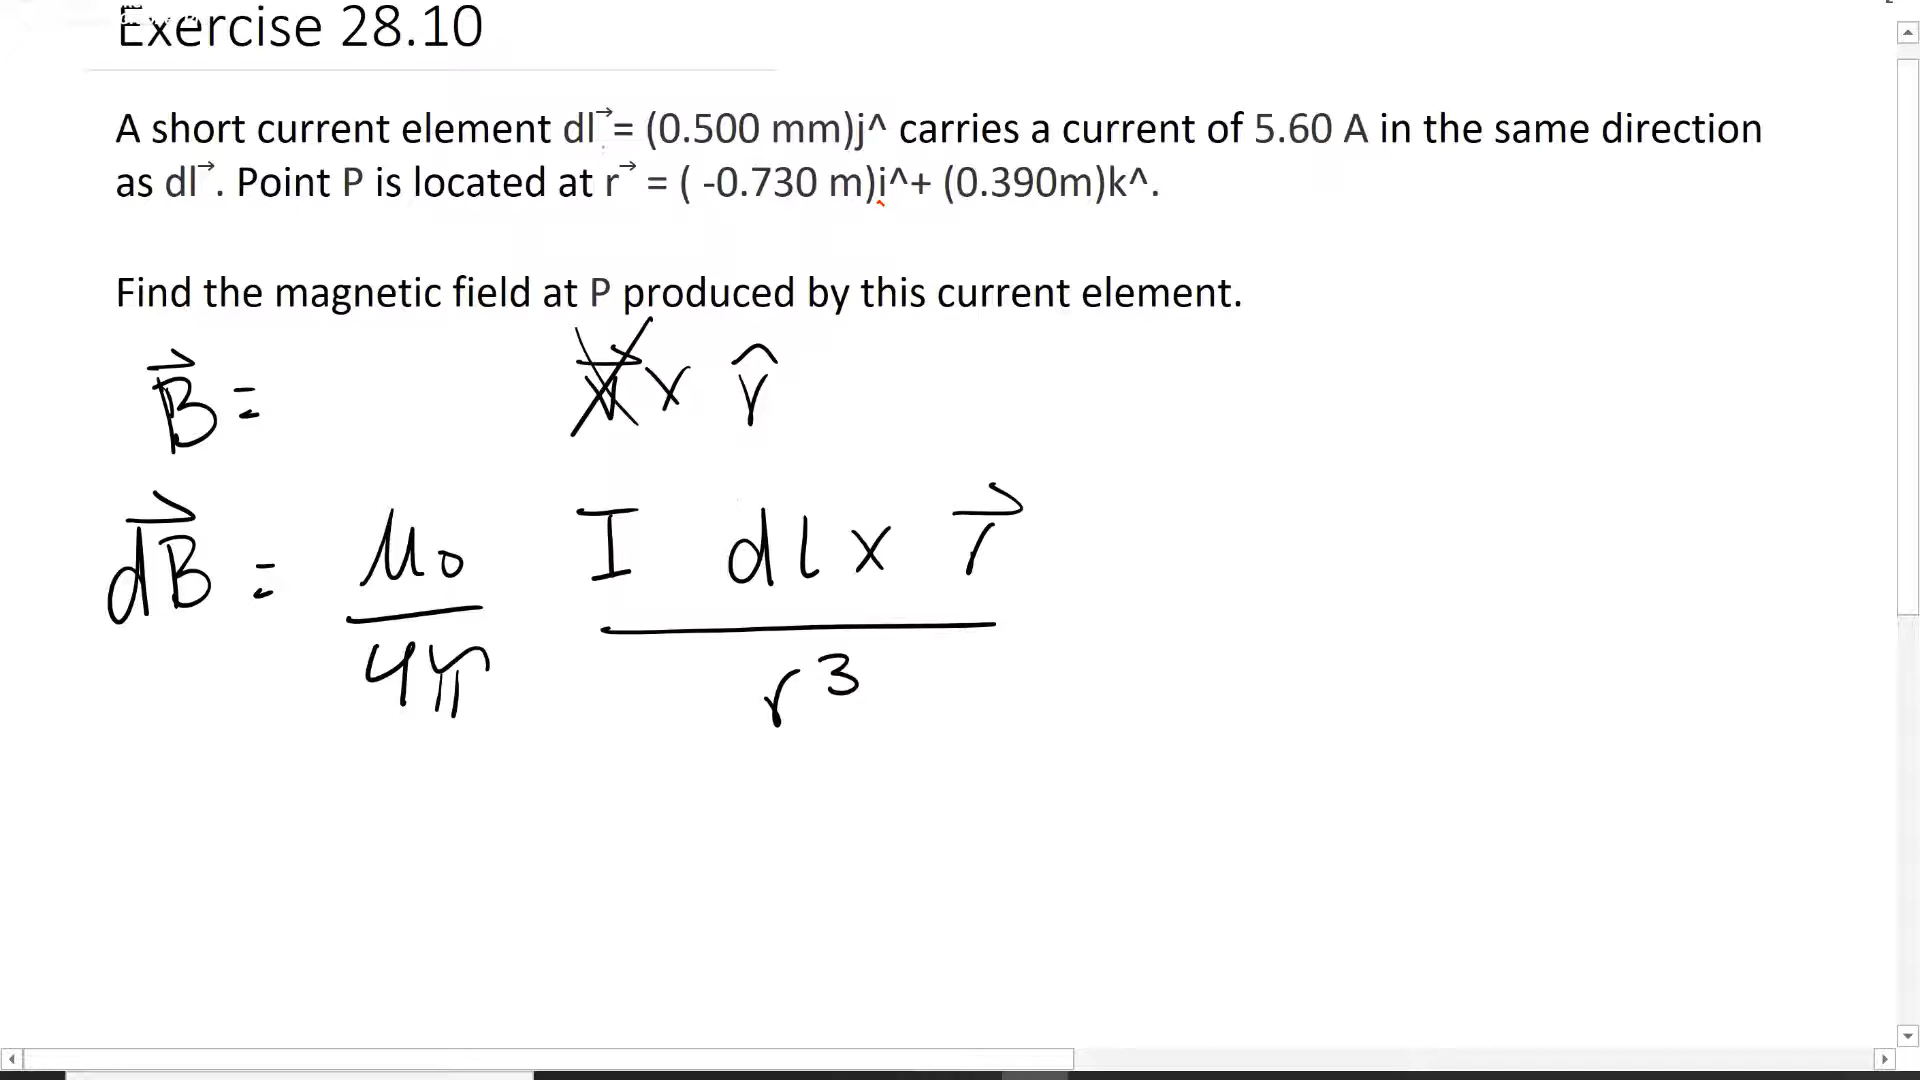 Exercise 28.10
A short current element dl⃗ = (0.500 mm)j^ carries a current of 5.60 A in the same direction
as dl⃗ . Point P is located at r⃗ = ( -0.730 m)i^+ (0.390m)k^.
Find the magnetic field at P produced by this current element.
B⃗ = × r̂
dB⃗ = μ₀ I dl × r⃗
4π r³